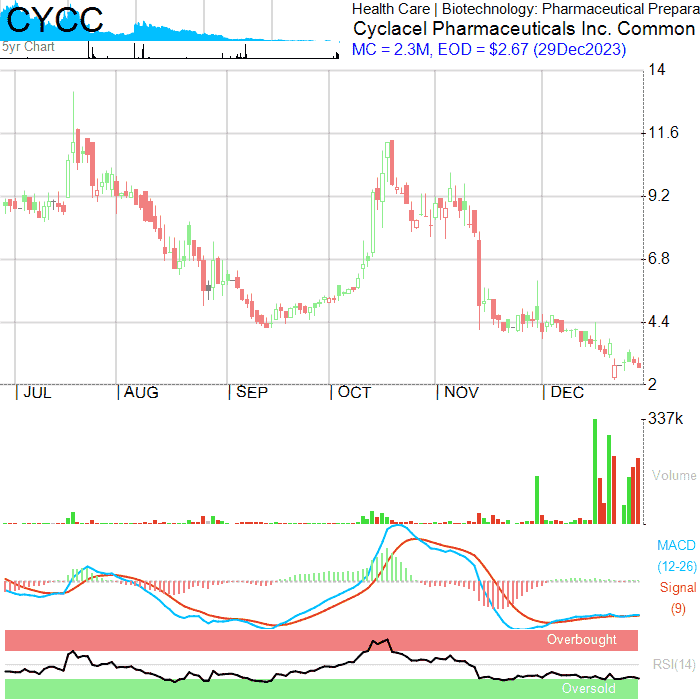 CYCC
Health Care | Biotechnology: Pharmaceutical Prepara
Cyclacel Pharmaceuticals Inc. Common
MC = 2.3M, EOD = $2.67 (29Dec2023)
5yr Chart
14
11.6
9.2
6.8
4.4
2
JUL AUG SEP OCT NOV DEC
337k
Volume
MACD
(12-26)
Signal
(9)
Overbought
RSI(14)
Oversold